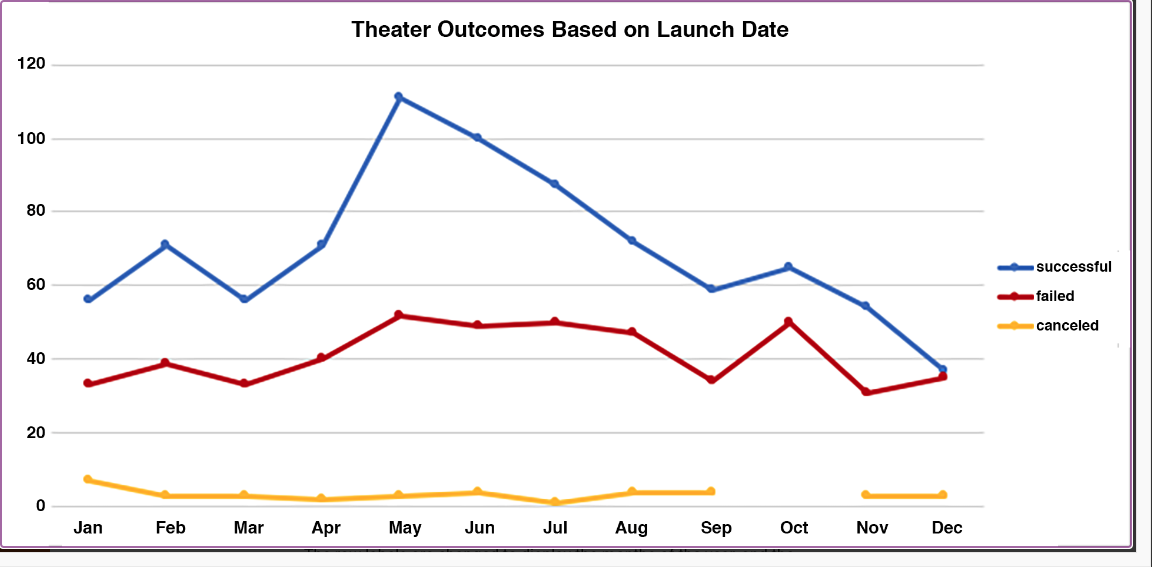 Theater Outcomes Based on Launch Date
120
100
80
60
40
20
0
Jan Feb Mar Apr May Jun Jul Aug Sep Oct Nov Dec
successful
failed
canceled